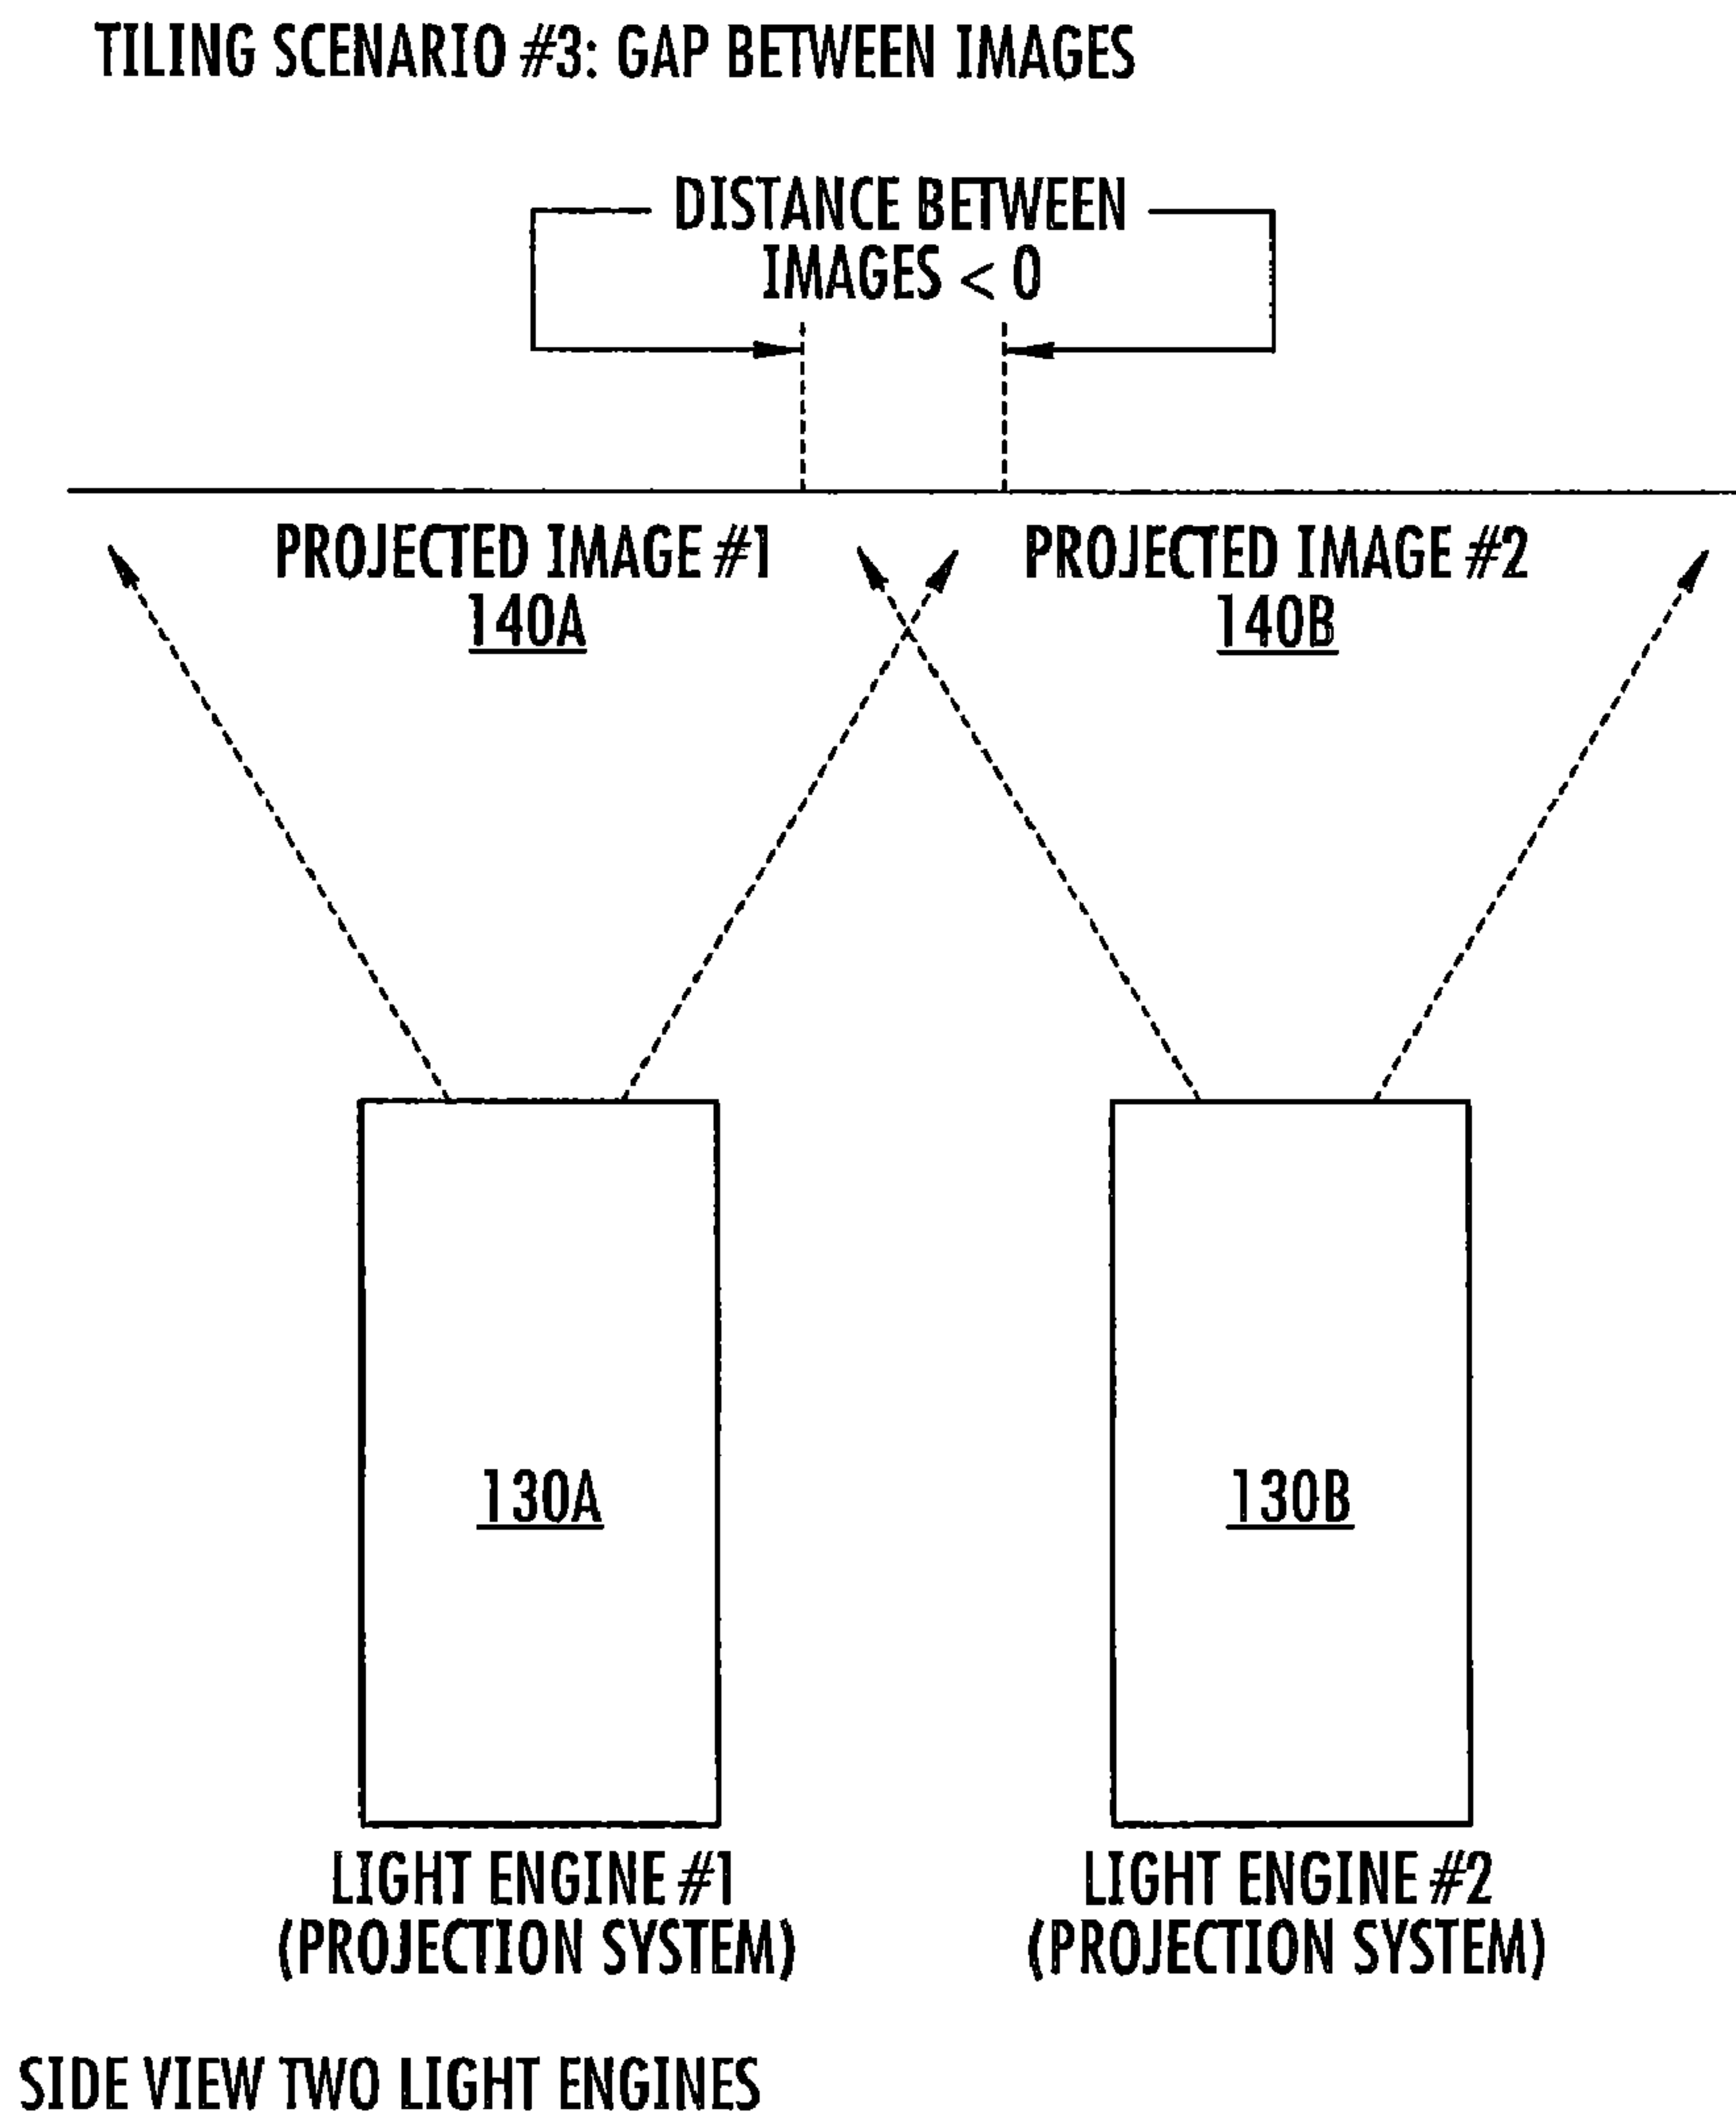 TILING SCENARIO #3: GAP BETWEEN IMAGES
DISTANCE BETWEEN
IMAGES < 0
PROJECTED IMAGE #1
140A
PROJECTED IMAGE #2
140B
130A
130B
LIGHT ENGINE #1
(PROJECTION SYSTEM)
LIGHT ENGINE #2
(PROJECTION SYSTEM)
SIDE VIEW TWO LIGHT ENGINES